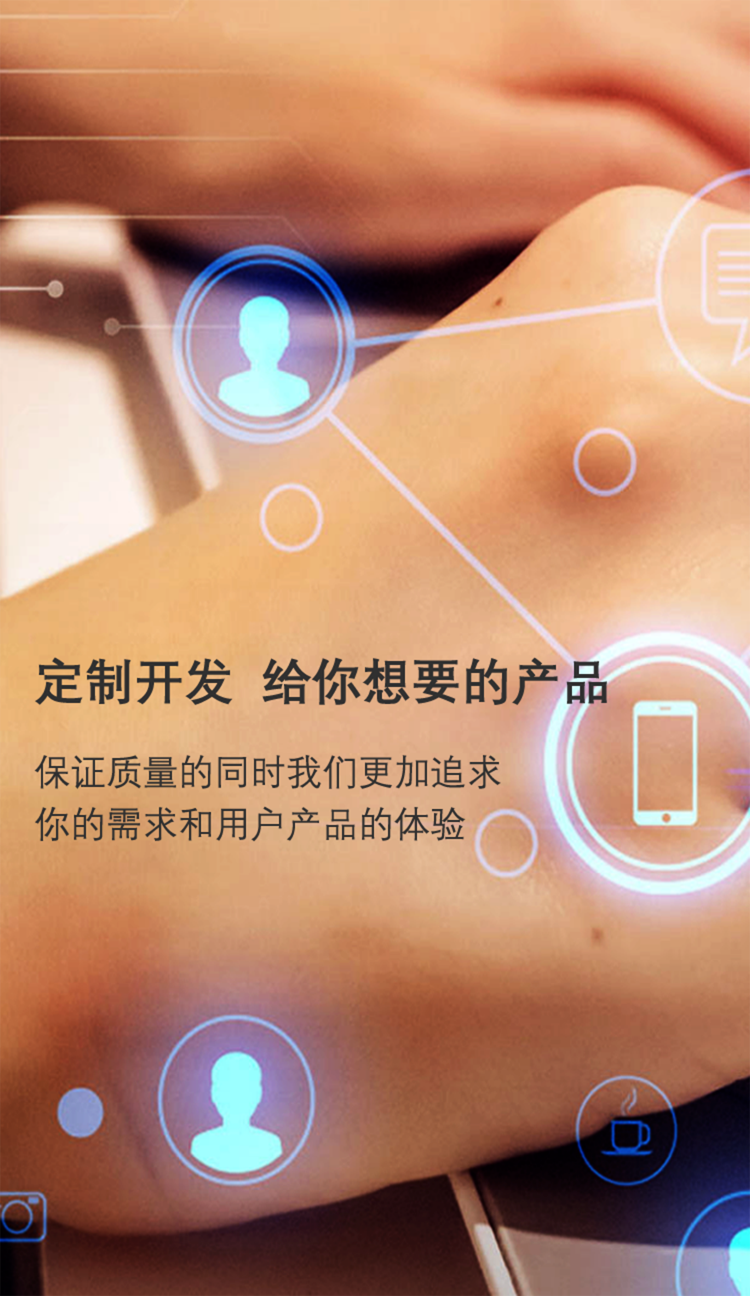 定制开发 给你想要的产品
保证质量的同时我们更加追求
你的需求和用户产品的体验